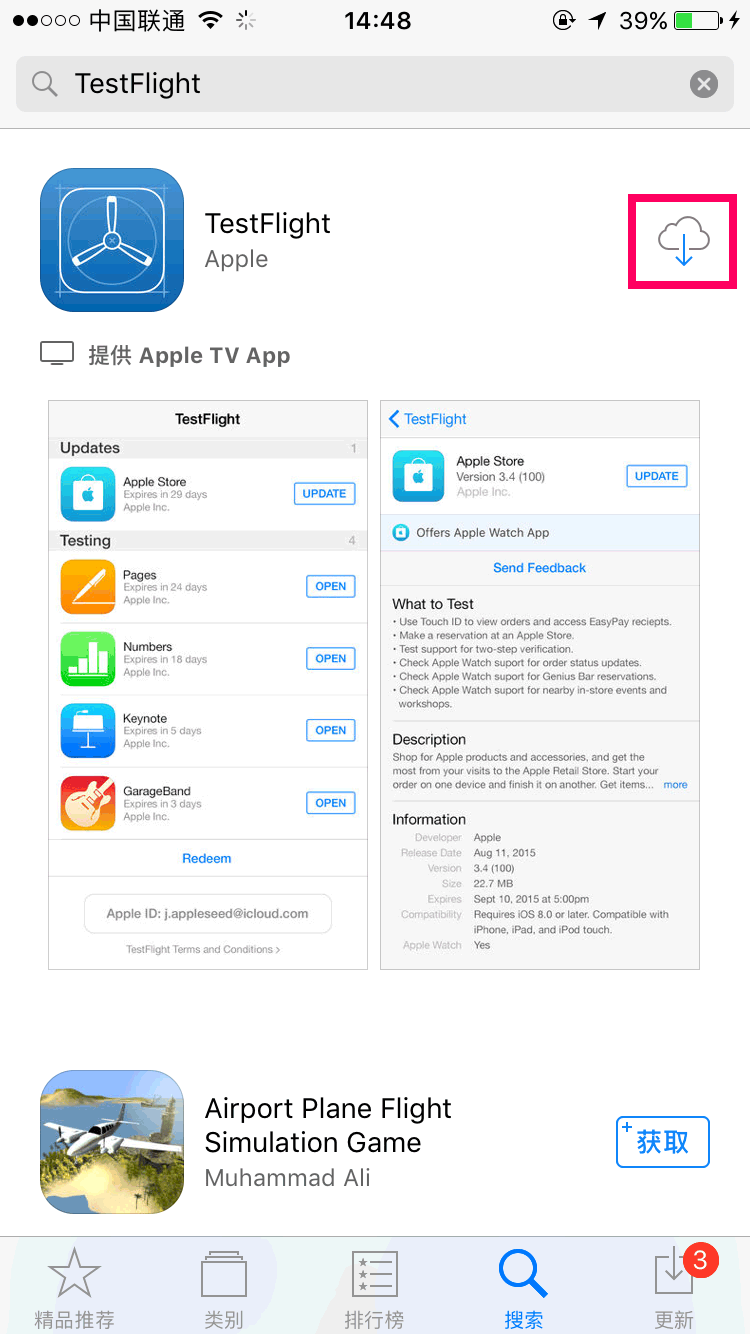 中国联通 14:48 39%
TestFlight
TestFlight
Apple
提供 Apple TV App
TestFlight
Updates 1
Apple Store
Expires in 29 days
Apple Inc.
UPDATE
Testing 4
Pages
Expires in 24 days
Apple Inc.
OPEN
Numbers
Expires in 18 days
Apple Inc.
OPEN
Keynote
Expires in 5 days
Apple Inc.
OPEN
GarageBand
Expires in 3 days
Apple Inc.
OPEN
Redeem
Apple ID: j.appleseed@icloud.com
TestFlight Terms and Conditions >
TestFlight
Apple Store
Version 3.4 (100)
Apple Inc.
UPDATE
Offers Apple Watch App
Send Feedback
What to Test
• Use Touch ID to view orders and access EasyPay reciepts.
• Make a reservation at an Apple Store.
• Test support for two-step verification.
• Check Apple Watch suport for order status updates.
• Check Apple Watch suport for Genius Bar reservations.
• Check Apple Watch suport for nearby in-store events and
workshops.
Description
Shop for Apple products and accessories, and get the
most from your visits to the Apple Retail Store. Start your
order on one device and finish it on another. Get items... more
Information
Developer Apple
Release Date Aug 11, 2015
Version 3.4 (100)
Size 22.7 MB
Expires Sept 10, 2015 at 5:00pm
Compatibility Requires iOS 8.0 or later. Compatible with
iPhone, iPad, and iPod touch.
Apple Watch Yes
Airport Plane Flight
Simulation Game
Muhammad Ali
+获取
3
精品推荐 类别 排行榜 搜索 更新